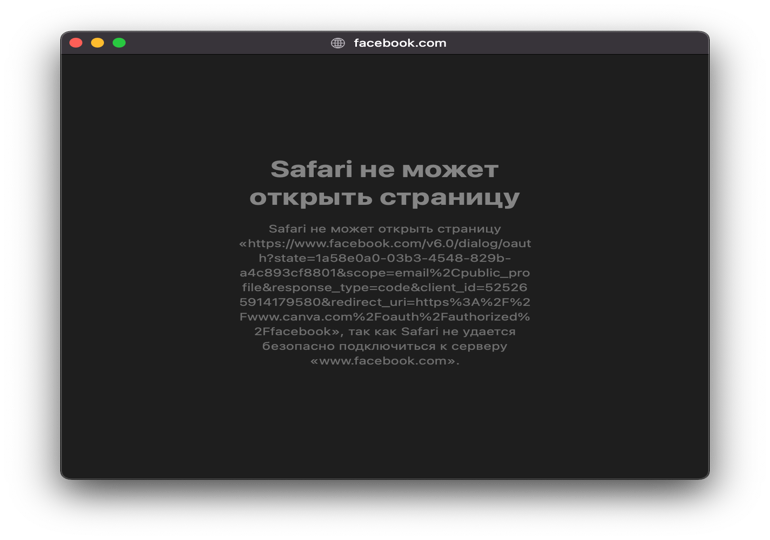 facebook.com
Safari не может
открыть страницу
Safari не может открыть страницу
«https://www.facebook.com/v6.0/dialog/oaut
h?state=1a58e0a0-03b3-4548-829b-
a4c893cf8801&scope=email%2Cpublic_pro
file&response_type=code&client_id=52526
5914179580&redirect_uri=https%3A%2F%2
Fwww.canva.com%2Foauth%2Fauthorized%
2Ffacebook», так как Safari не удается
безопасно подключиться к серверу
«www.facebook.com».